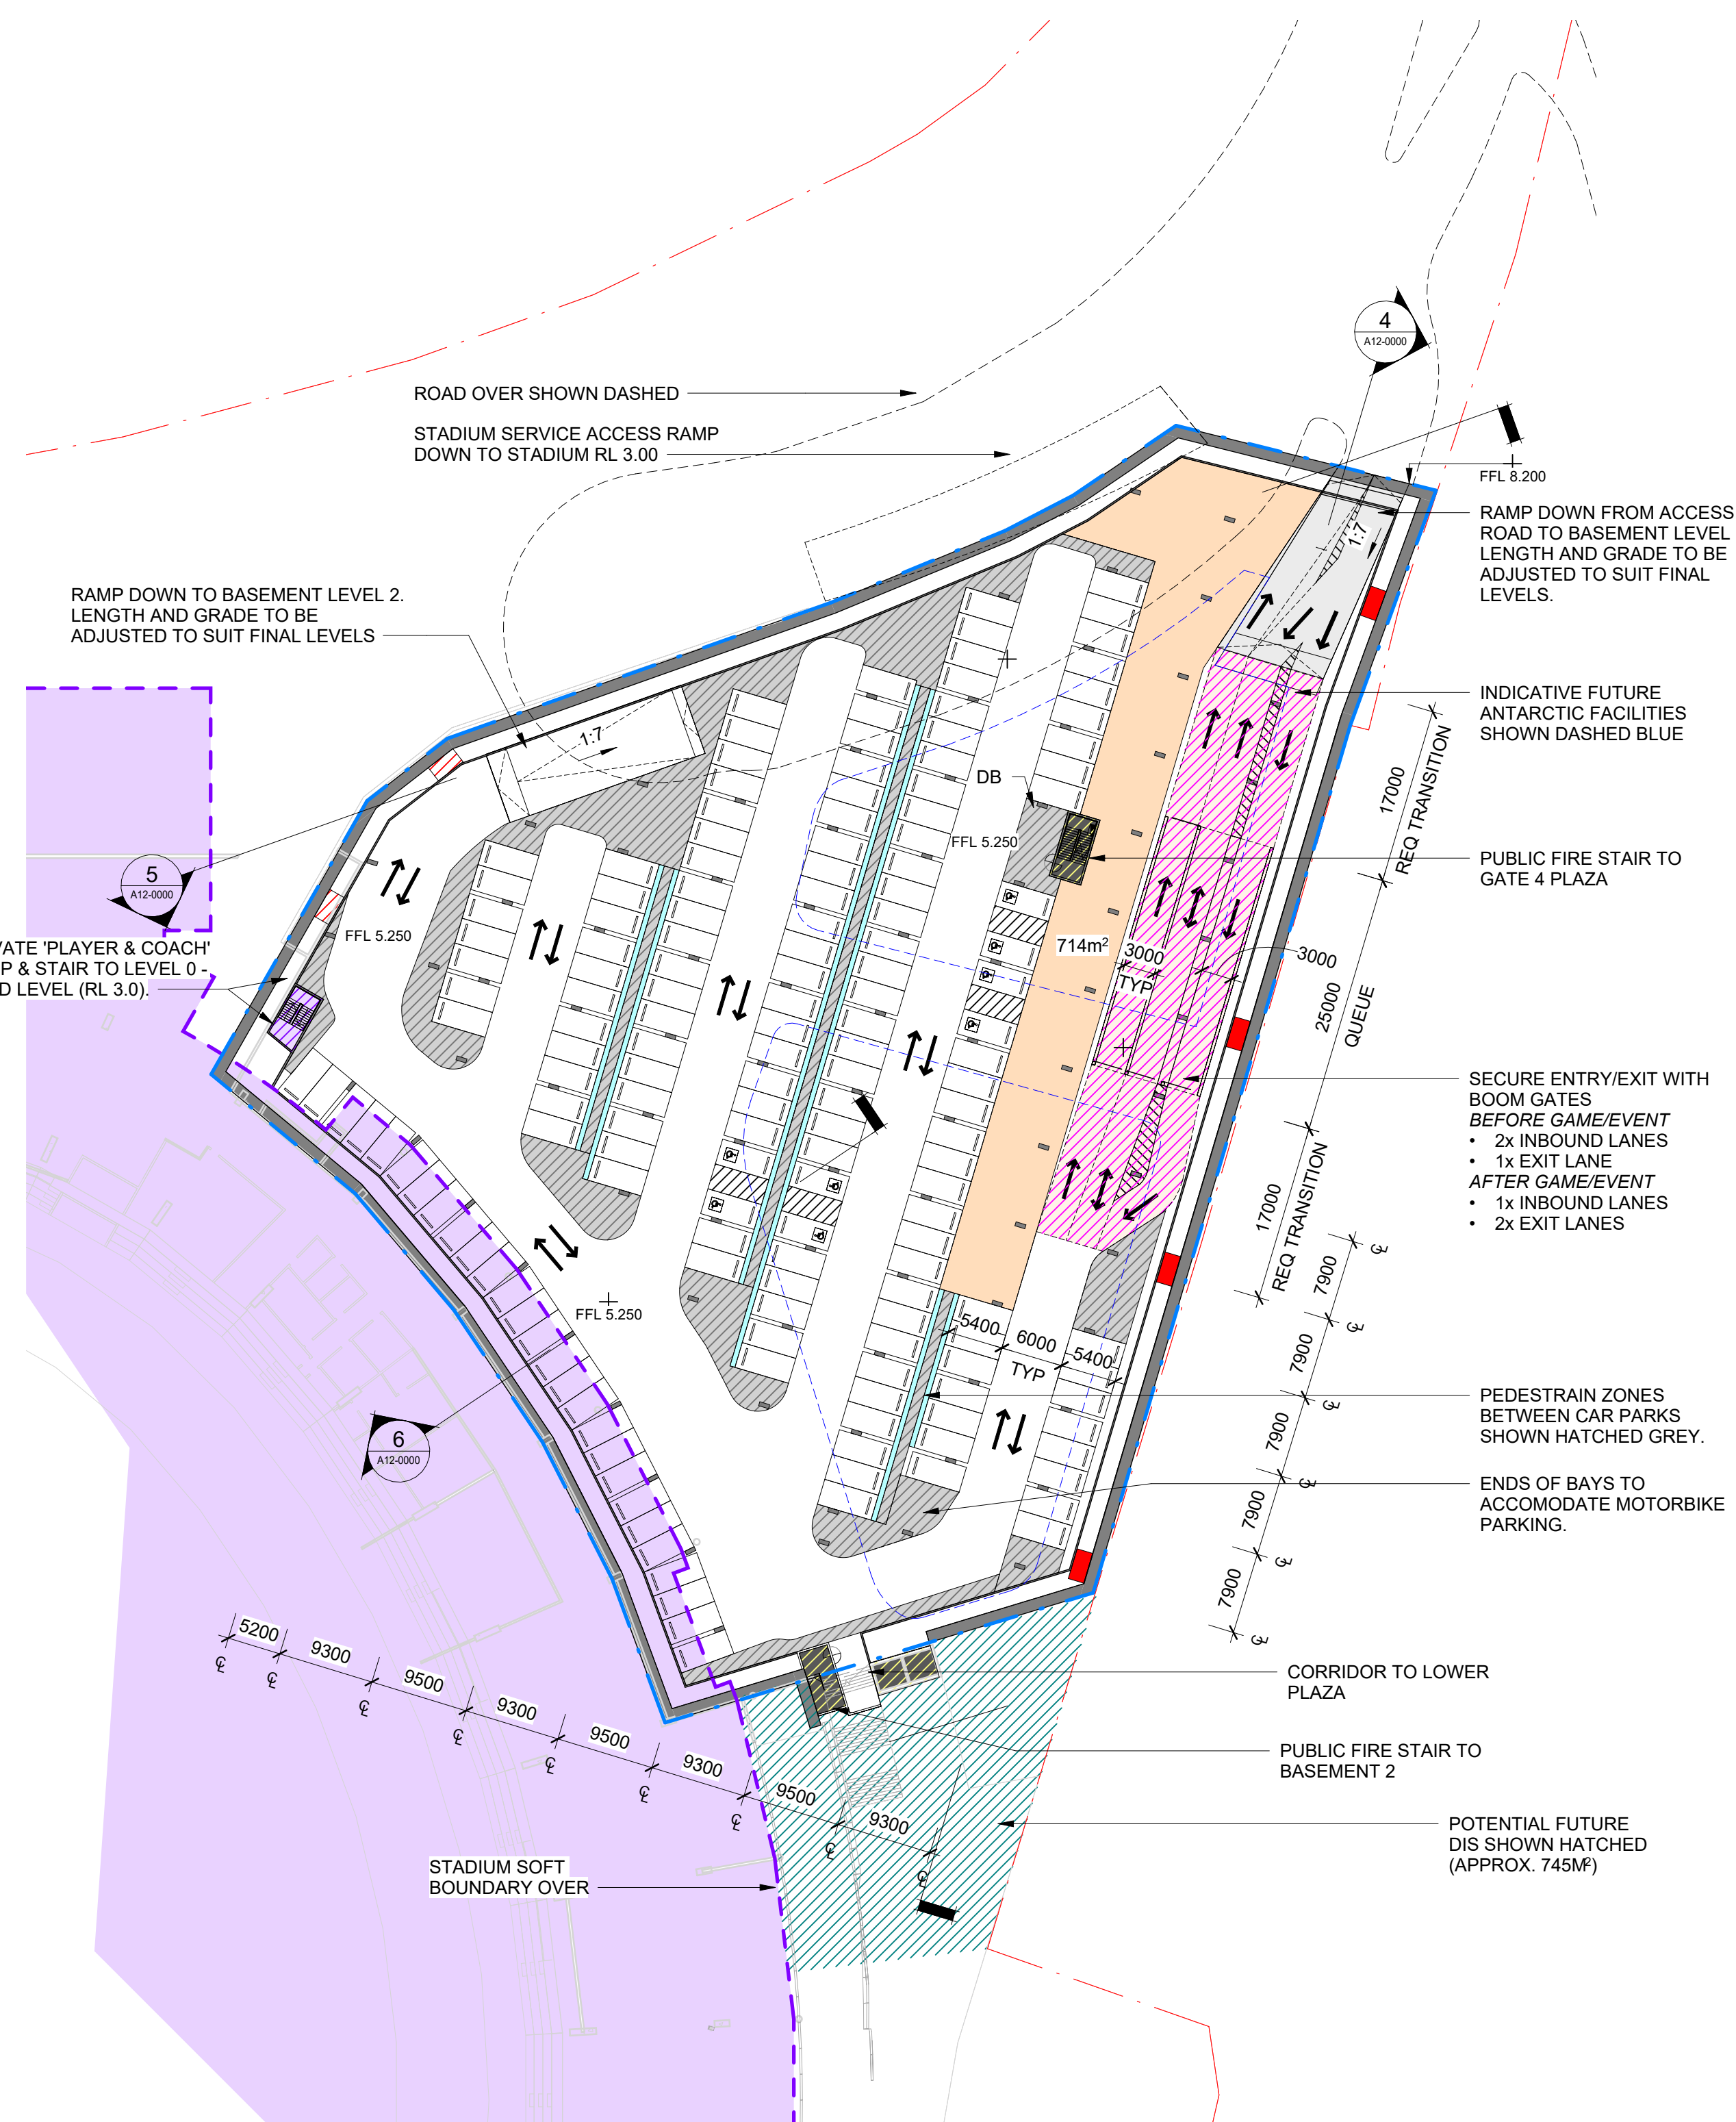 4
A12-0000
ROAD OVER SHOWN DASHED
STADIUM SERVICE ACCESS RAMP
DOWN TO STADIUM RL 3.00
FFL 8.200
RAMP DOWN FROM ACCESS
ROAD TO BASEMENT LEVEL
LENGTH AND GRADE TO BE
ADJUSTED TO SUIT FINAL
LEVELS.
1:7
RAMP DOWN TO BASEMENT LEVEL 2.
LENGTH AND GRADE TO BE
ADJUSTED TO SUIT FINAL LEVELS
1:7
INDICATIVE FUTURE
ANTARCTIC FACILITIES
SHOWN DASHED BLUE
17000
REQ TRANSITION
DB
FFL 5.250
PUBLIC FIRE STAIR TO
GATE 4 PLAZA
5
A12-0000
FFL 5.250
VATE 'PLAYER & COACH'
P & STAIR TO LEVEL 0 -
D LEVEL (RL 3.0).
714m²
3000
TYP
3000
25000
QUEUE
SECURE ENTRY/EXIT WITH
BOOM GATES
BEFORE GAME/EVENT
• 2x INBOUND LANES
• 1x EXIT LANE
AFTER GAME/EVENT
• 1x INBOUND LANES
• 2x EXIT LANES
17000
REQ TRANSITION
FFL 5.250
5400
6000
TYP
5400
7900
7900
7900
7900
7900
PEDESTRAIN ZONES
BETWEEN CAR PARKS
SHOWN HATCHED GREY.
6
A12-0000
ENDS OF BAYS TO
ACCOMODATE MOTORBIKE
PARKING.
5200
9300
9500
9300
9500
9300
9500
9300
CORRIDOR TO LOWER
PLAZA
PUBLIC FIRE STAIR TO
BASEMENT 2
POTENTIAL FUTURE
DIS SHOWN HATCHED
(APPROX. 745M²)
STADIUM SOFT
BOUNDARY OVER